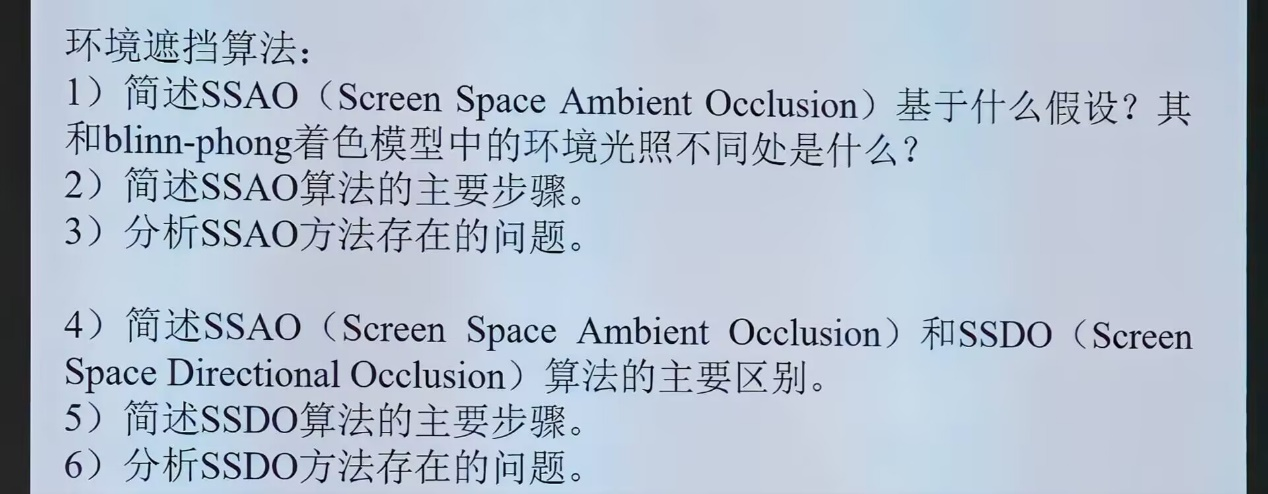 环境遮挡算法：
1）简述SSAO（Screen Space Ambient Occlusion）基于什么假设？其
和blinn-phong着色模型中的环境光照不同处是什么？
2）简述SSAO算法的主要步骤。
3）分析SSAO方法存在的问题。
4）简述SSAO（Screen Space Ambient Occlusion）和SSDO（Screen
Space Directional Occlusion）算法的主要区别。
5）简述SSDO算法的主要步骤。
6）分析SSDO方法存在的问题。